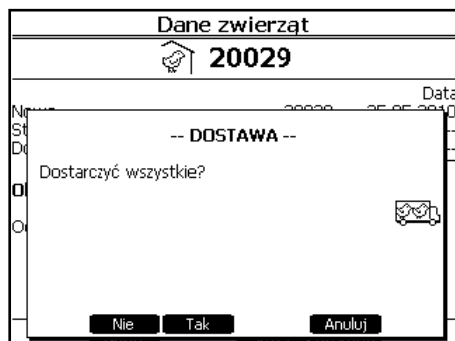 Dane zwierząt
20029
Data
-- DOSTAWA --
Dostarczyć wszystkie?
Nie Tak Anuluj